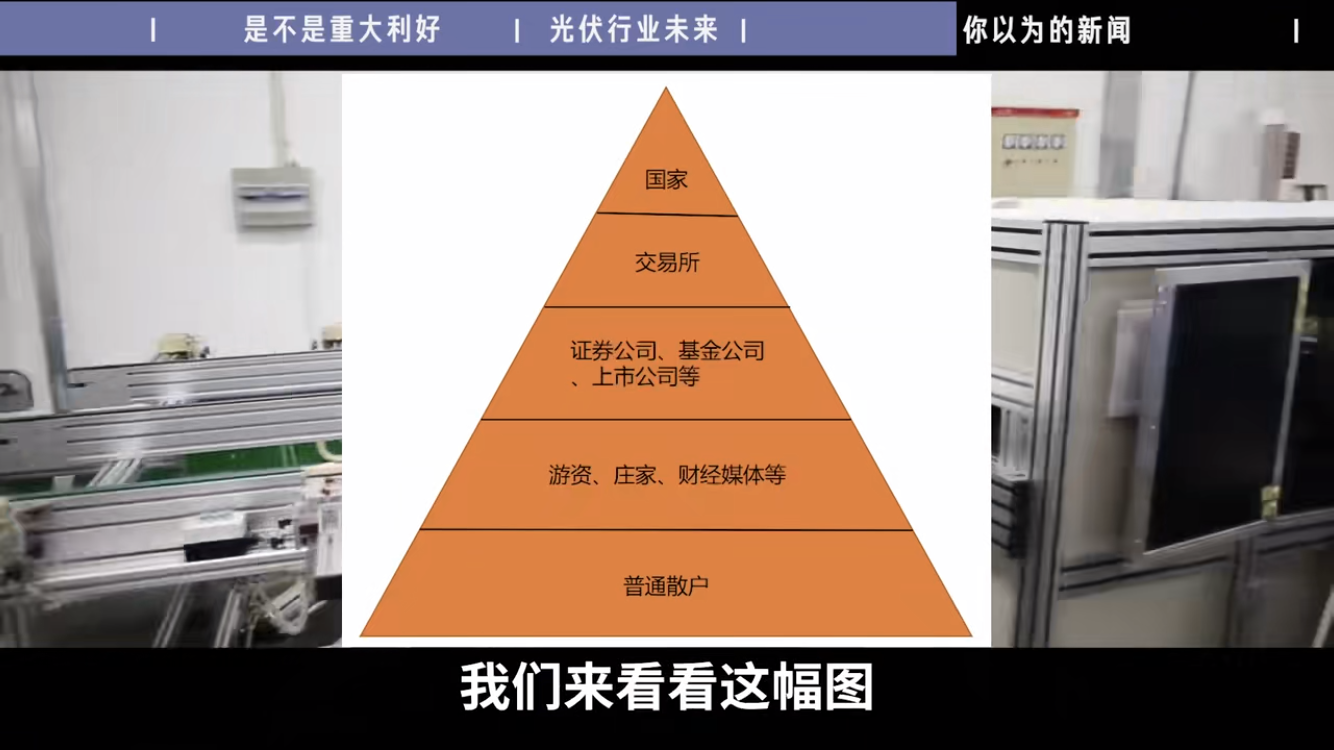 是不是重大利好 | 光伏行业未来 | 你以为的新闻
国家
交易所
证券公司、基金公司
、上市公司等
游资、庄家、财经媒体等
普通散户
我们来看看这幅图